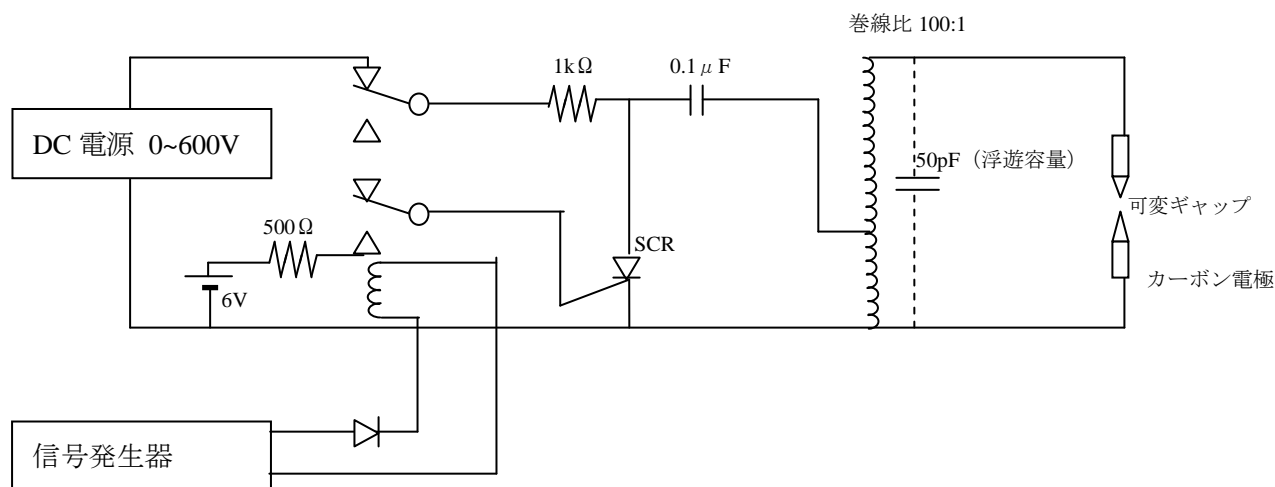 巻線比 100:1
1kΩ
0.1μF
DC 電源 0~600V
50pF（浮遊容量）
可変ギャップ
500Ω
SCR
カーボン電極
6V
信号発生器